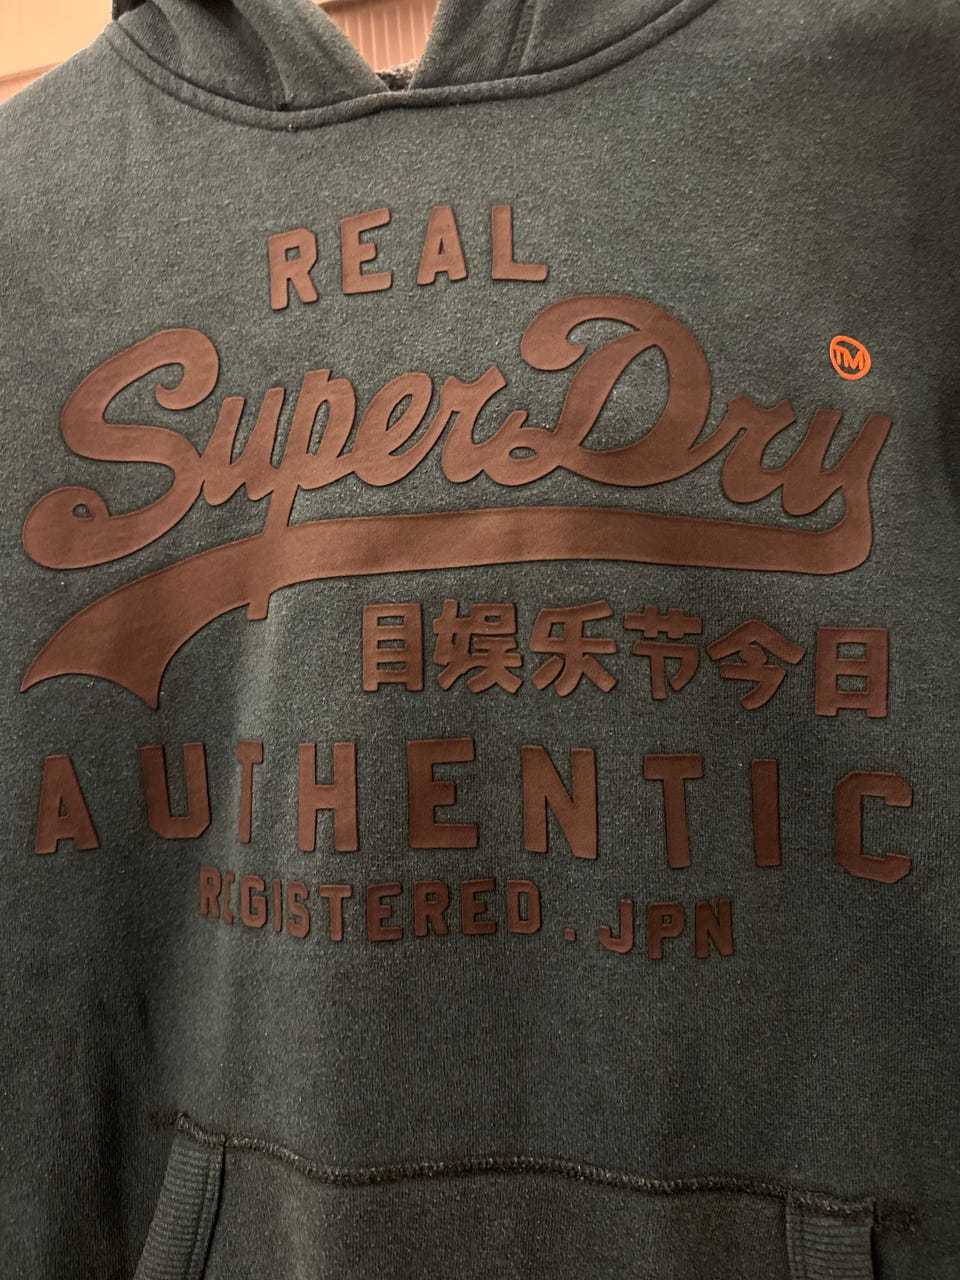 REAL
SuperDry
TM
目娱乐节今日
AUTHENTIC
REGISTERED.JPN